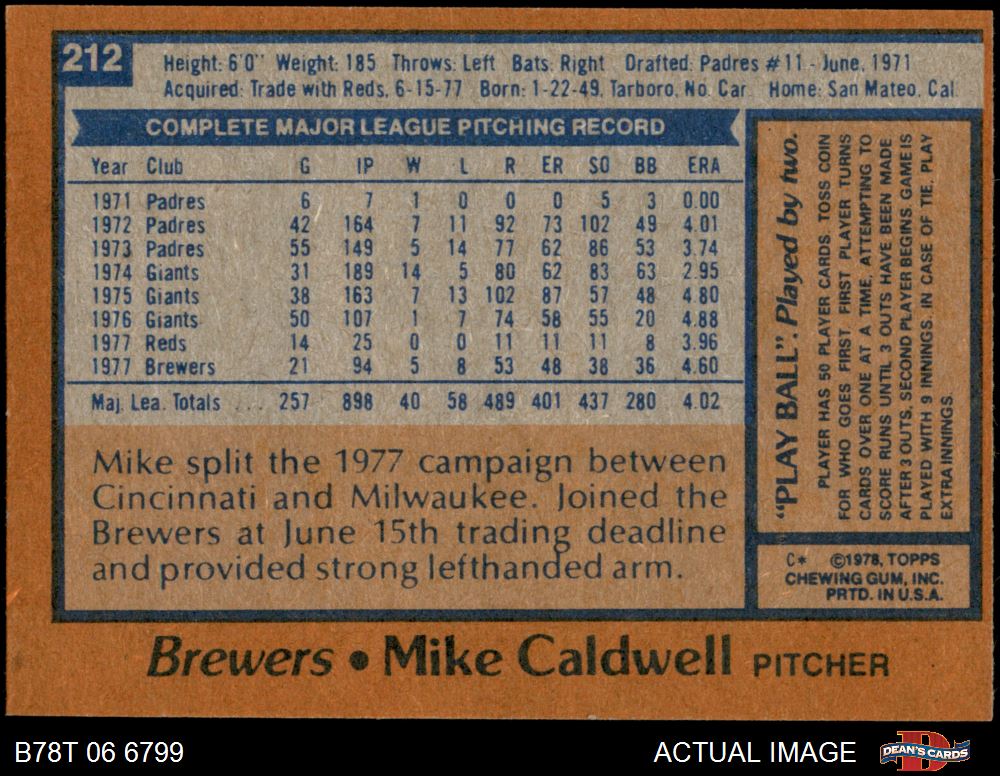 212
Height: 6'0" Weight: 185 Throws: Left Bats: Right Drafted: Padres #11 - June, 1971
Acquired: Trade with Reds, 6-15-77 Born: 1-22-49, Tarboro, No. Car. Home: San Mateo, Cal.
COMPLETE MAJOR LEAGUE PITCHING RECORD
Year Club G IP W L R ER SO BB ERA
1971 Padres 6 7 1 0 0 0 5 3 0.00
1972 Padres 42 164 7 11 92 73 102 49 4.01
1973 Padres 55 149 5 14 77 62 86 53 3.74
1974 Giants 31 189 14 5 80 62 83 63 2.95
1975 Giants 38 163 7 13 102 87 57 48 4.80
1976 Giants 50 107 1 7 74 58 55 20 4.88
1977 Reds 14 25 0 0 11 11 11 8 3.96
1977 Brewers 21 94 5 8 53 48 38 36 4.60
Maj. Lea. Totals ... 257 898 40 58 489 401 437 280 4.02
Mike split the 1977 campaign between
Cincinnati and Milwaukee. Joined the
Brewers at June 15th trading deadline
and provided strong lefthanded arm.
"PLAY BALL". Played by two.
PLAYER HAS 50 PLAYER CARDS. TOSS COIN
FOR WHO GOES FIRST. FIRST PLAYER TURNS
CARDS OVER ONE AT A TIME, ATTEMPTING TO
SCORE RUNS UNTIL 3 OUTS HAVE BEEN MADE
AFTER 3 OUTS, SECOND PLAYER BEGINS. GAME IS
PLAYED WITH 9 INNINGS. IN CASE OF TIE, PLAY
EXTRA INNINGS.
C* ©1978, TOPPS
CHEWING GUM, INC.
PRTD. IN U.S.A.
Brewers • Mike Caldwell PITCHER
B78T 06 6799
ACTUAL IMAGE
D
DEAN'S CARDS